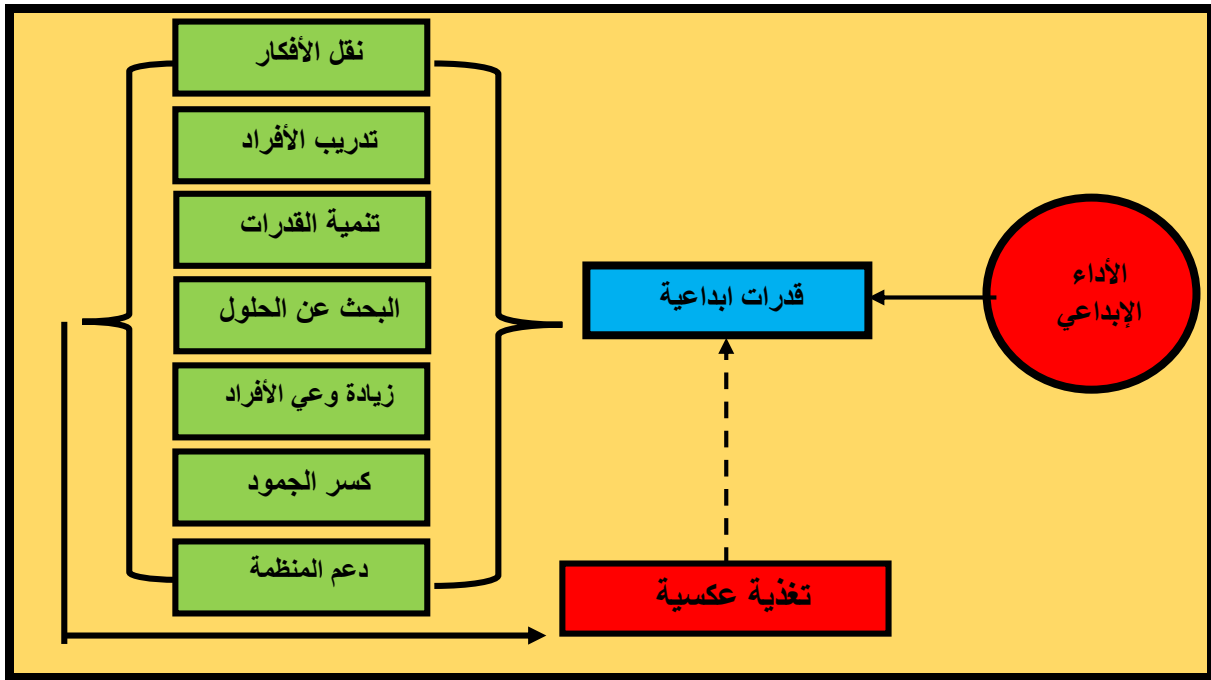 الأداء
الإبداعي
قدرات ابداعية
نقل الأفكار
تدريب الأفراد
تنمية القدرات
البحث عن الحلول
زيادة وعي الأفراد
كسر الجمود
دعم المنظمة
تغذية عكسية